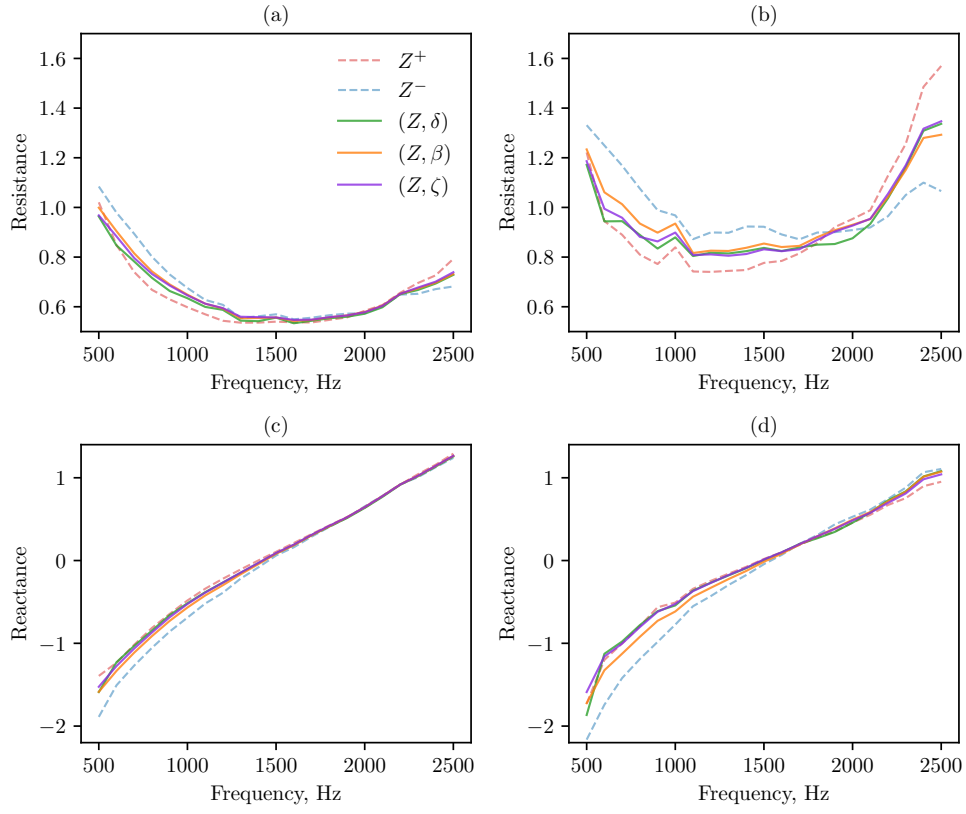 (a)
1.6
1.4
1.2
1.0
0.8
0.6
Resistance
500
1000
1500
2000
2500
Frequency, Hz
Z⁺
Z⁻
(Z, δ)
(Z, β)
(Z, ζ)
(b)
1.6
1.4
1.2
1.0
0.8
0.6
Resistance
500
1000
1500
2000
2500
Frequency, Hz
(c)
1
0
−1
−2
Reactance
500
1000
1500
2000
2500
Frequency, Hz
(d)
1
0
−1
−2
Reactance
500
1000
1500
2000
2500
Frequency, Hz